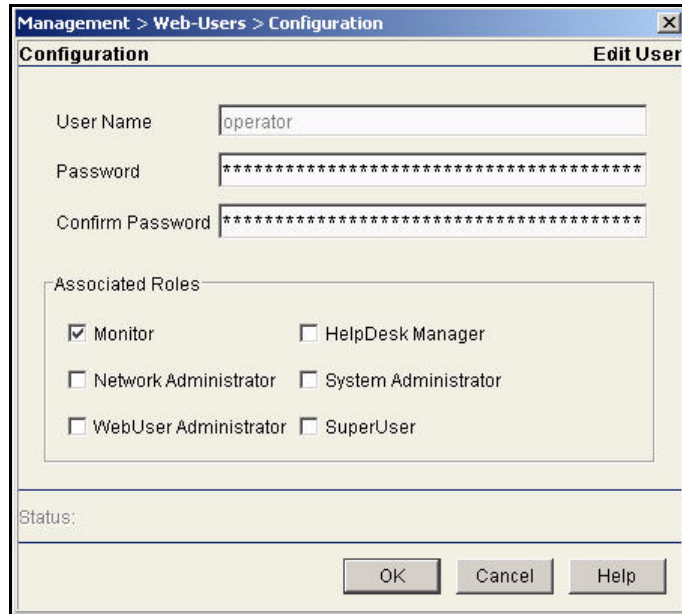 Management > Web-Users > Configuration
Configuration Edit User
User Name operator
Password ****************************************
Confirm Password ****************************************
Associated Roles
Monitor HelpDesk Manager
Network Administrator System Administrator
WebUser Administrator SuperUser
Status:
OK Cancel Help